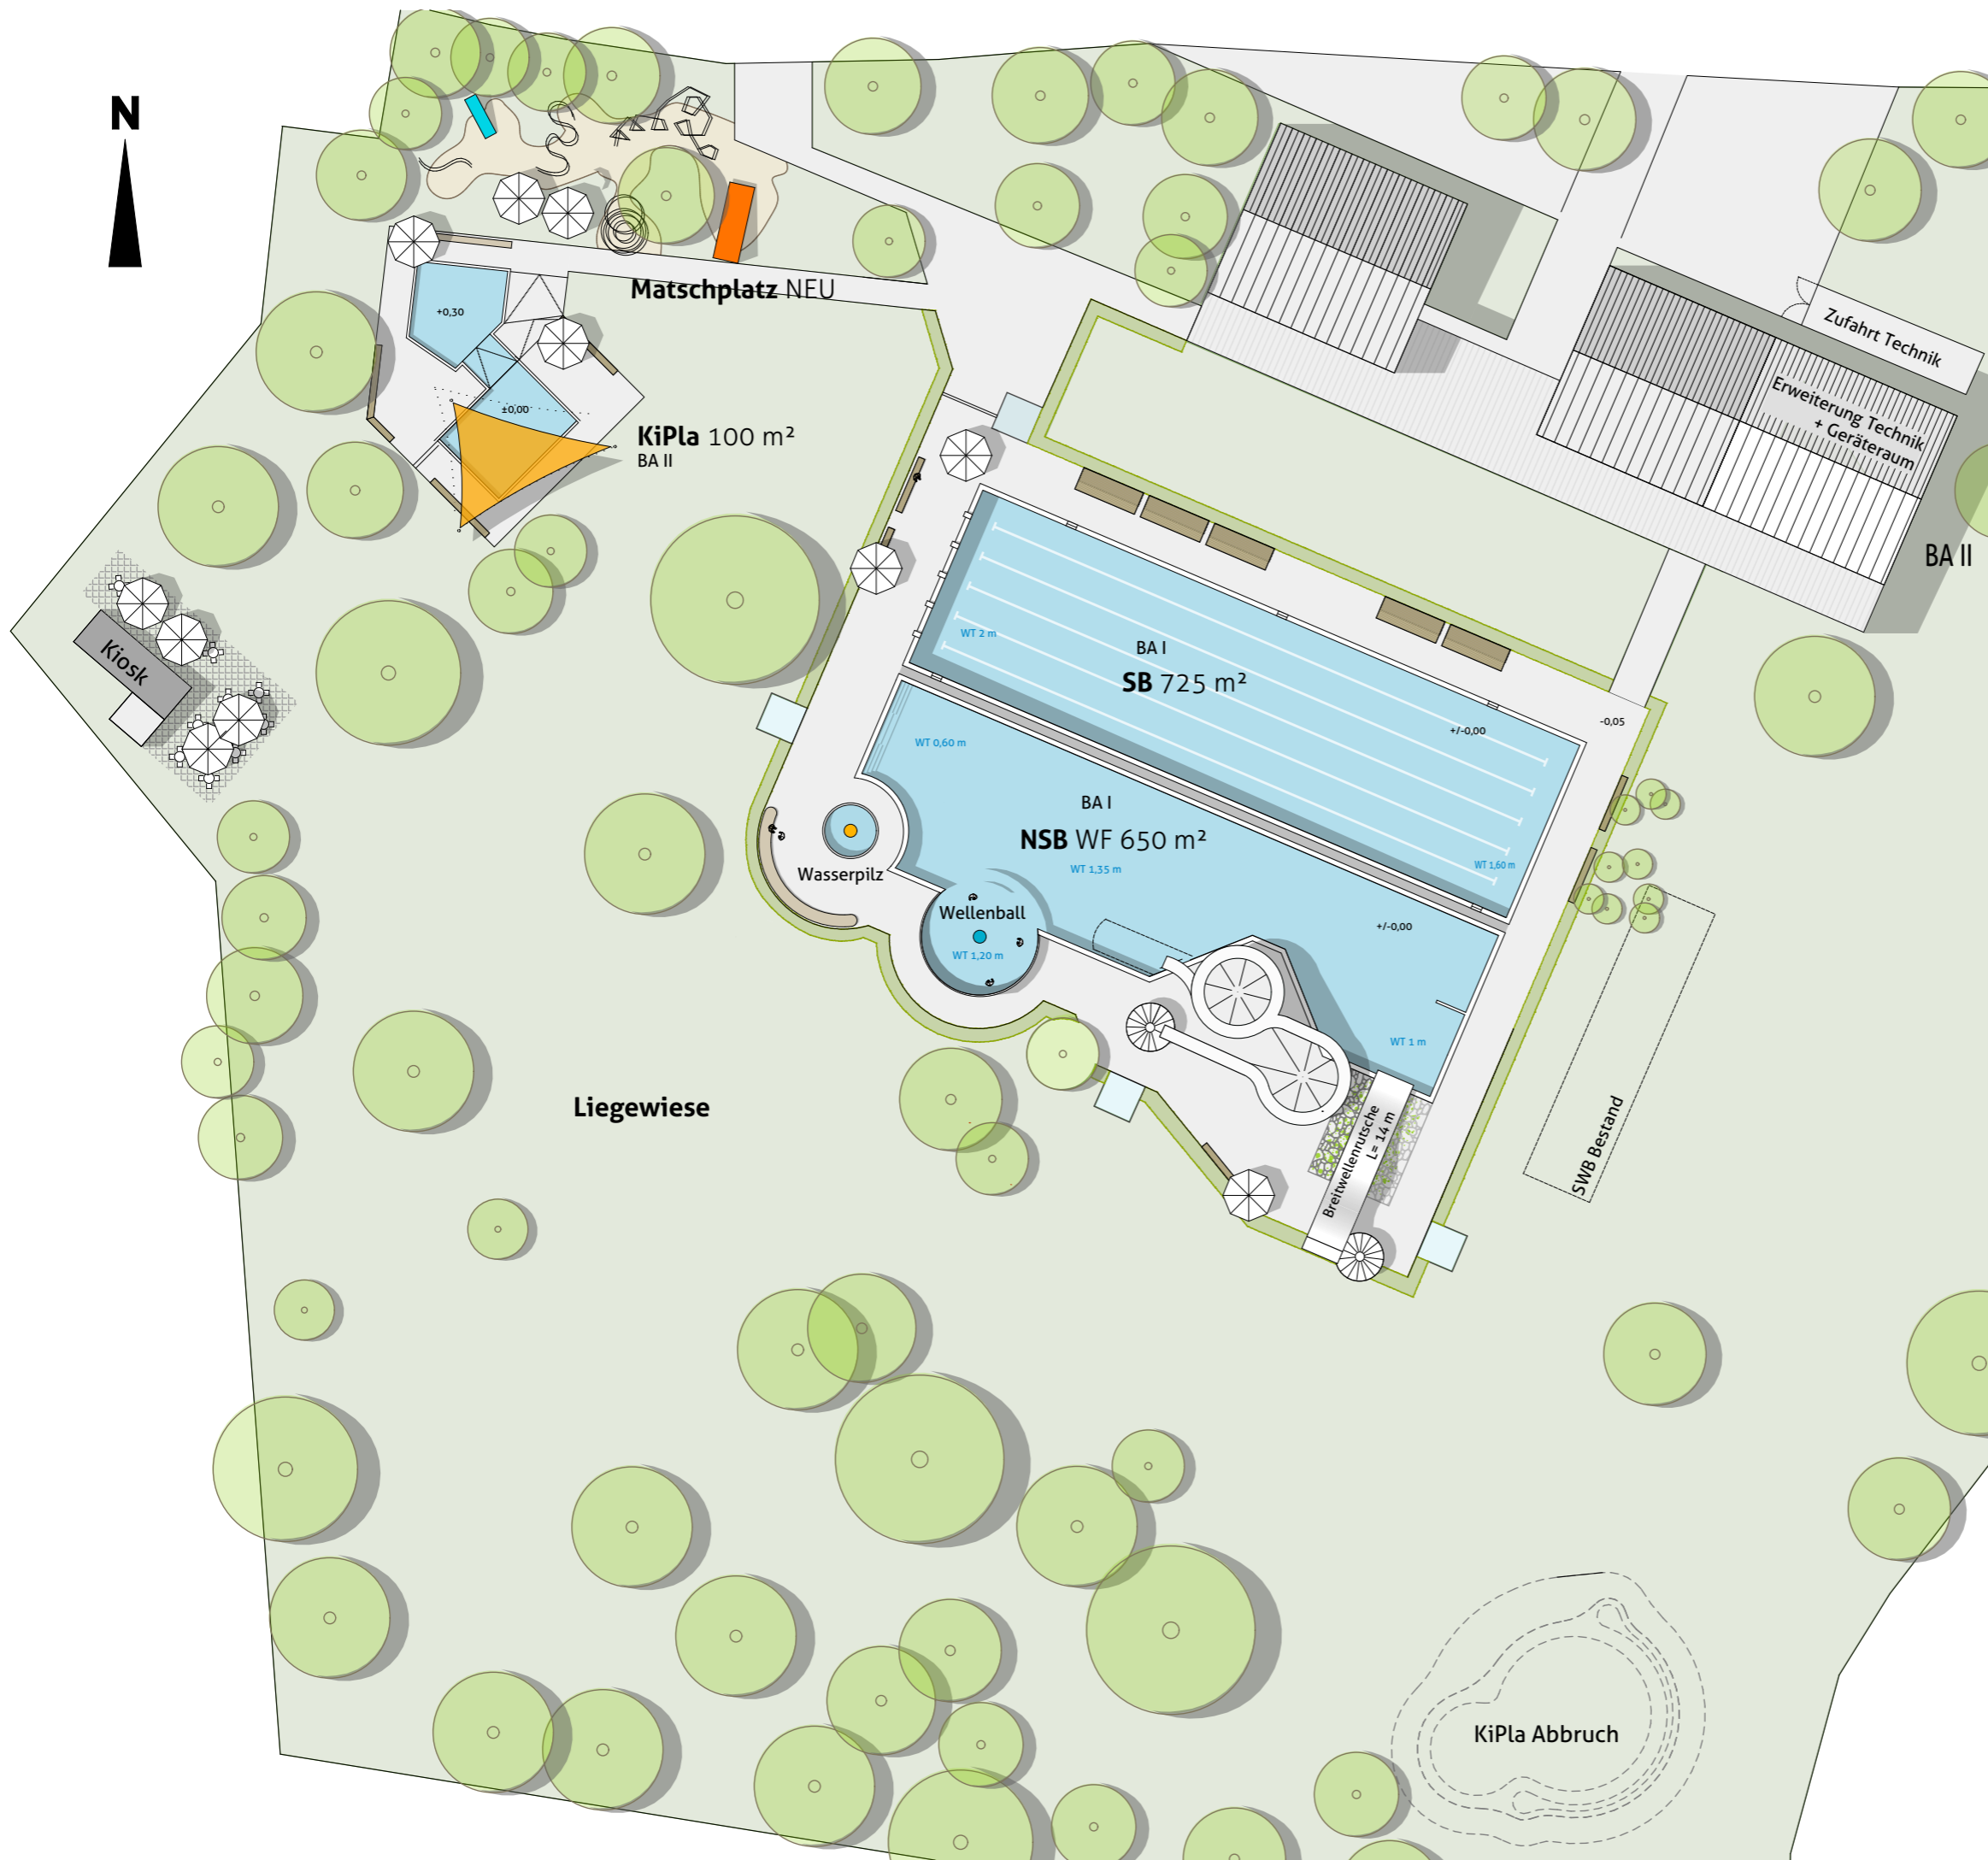 N
Matschplatz NEU
+0,30
±0,00
KiPla 100 m²
BA II
Zufahrt Technik
Erweiterung Technik
+ Geräteraum
BA II
Kiosk
WT 2 m
BA I
SB 725 m²
+/-0,00
-0,05
WT 0,60 m
BA I
NSB WF 650 m²
WT 1,35 m
WT 1,60 m
Wasserpilz
Wellenball
WT 1,20 m
+/-0,00
WT 1 m
Liegewiese
Breitwellenrutsche
L= 14 m
SWB Bestand
KiPla Abbruch